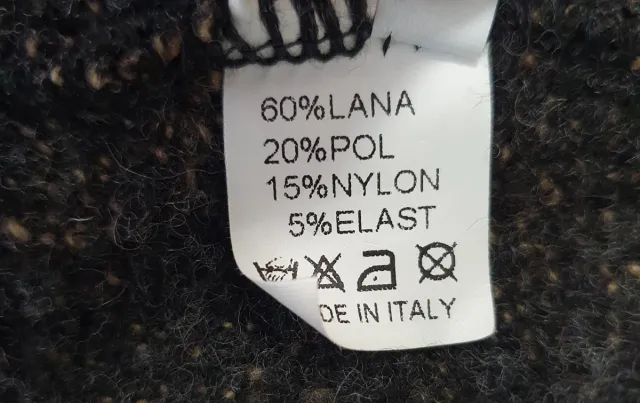 60%LANA
20%POL
15%NYLON
5%ELAST
DE IN ITALY